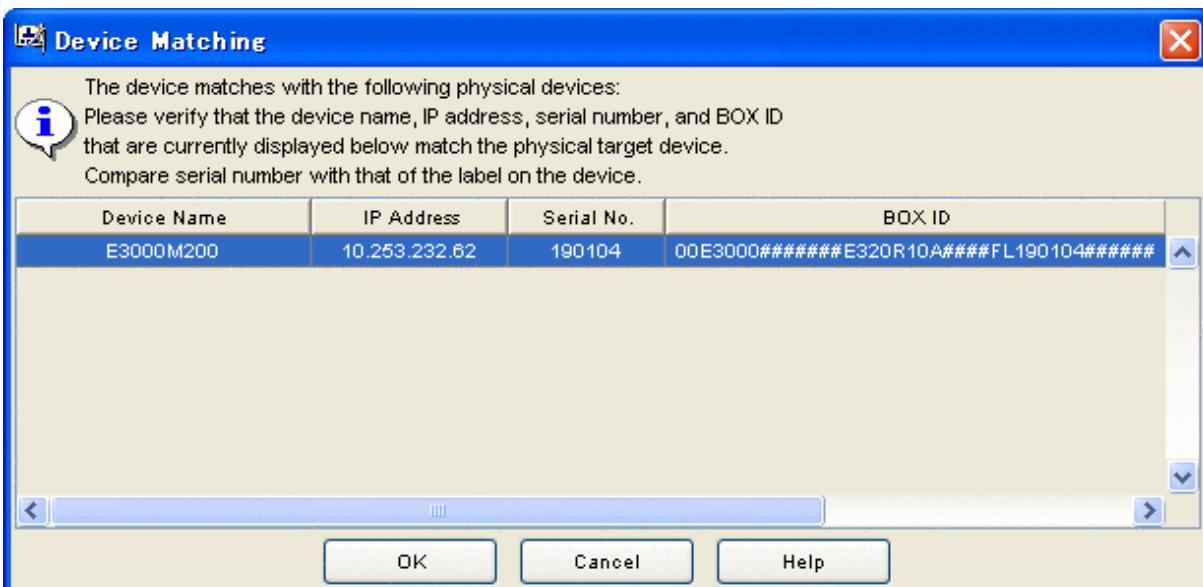 Device Matching
The device matches with the following physical devices:
Please verify that the device name, IP address, serial number, and BOX ID
that are currently displayed below match the physical target device.
Compare serial number with that of the label on the device.
Device Name IP Address Serial No. BOX ID
E3000M200 10.253.232.62 190104 00E3000#######E320R10A####FL190104######
OK Cancel Help